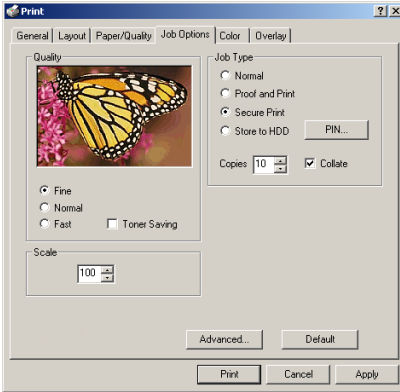 Print
General Layout Paper/Quality Job Options Color Overlay
Quality
Fine
Normal
Fast Toner Saving
Scale
100
Job Type
Normal
Proof and Print
Secure Print
Store to HDD PIN...
Copies 10 Collate
Advanced... Default
Print Cancel Apply